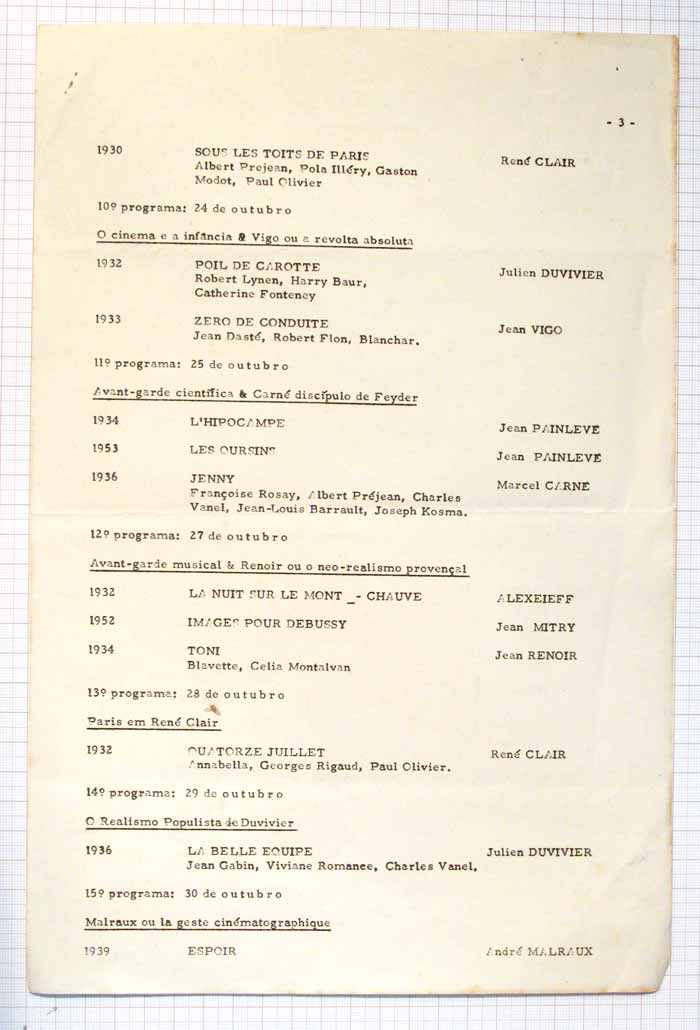 - 3 -
1930 SOUS LES TOITS DE PARIS René CLAIR
Albert Prejean, Pola Illéry, Gaston
Modot, Paul Olivier
10º programa: 24 de outubro
O cinema e a infância & Vigo ou a revolta absoluta
1932 POIL DE CAROTTE Julien DUVIVIER
Robert Lynen, Harry Baur,
Catherine Fonteney
1933 ZERO DE CONDUITE Jean VIGO
Jean Dasté, Robert Flon, Blanchar.
11º programa: 25 de outubro
Avant-garde científica & Carné discípulo de Feyder
1934 L'HIPOCAMPE Jean PAINLEVÉ
1953 LES OURSINS Jean PAINLEVÉ
1936 JENNY Marcel CARNÉ
Françoise Rosay, Albert Préjean, Charles
Vanel, Jean-Louis Barrault, Joseph Kosma.
12º programa: 27 de outubro
Avant-garde musical & Renoir ou o neo-realismo provençal
1932 LA NUIT SUR LE MONT _- CHAUVE ALEXEIEFF
1952 IMAGES POUR DEBUSSY Jean MITRY
1934 TONI Jean RENOIR
Blavette, Celia Montalvan
13º programa: 28 de outubro
Paris em René Clair
1932 QUATORZE JUILLET René CLAIR
Annabella, Georges Rigaud, Paul Olivier.
14º programa: 29 de outubro
O Realismo Populista de Duvivier
1936 LA BELLE EQUIPE Julien DUVIVIER
Jean Gabin, Viviane Romance, Charles Vanel.
15º programa: 30 de outubro
Malraux ou la geste cinématographique
1939 ESPOIR André MALRAUX